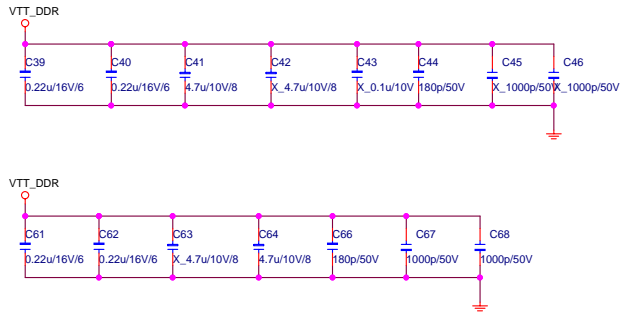 VTT_DDR
C39 C40 C41 C42 C43 C44 C45 C46
0.22u/16V/6 0.22u/16V/6 4.7u/10V/8 X_4.7u/10V/8 X_0.1u/10V 180p/50V X_1000p/50V X_1000p/50V
VTT_DDR
C61 C62 C63 C64 C66 C67 C68
0.22u/16V/6 0.22u/16V/6 X_4.7u/10V/8 4.7u/10V/8 180p/50V 1000p/50V 1000p/50V